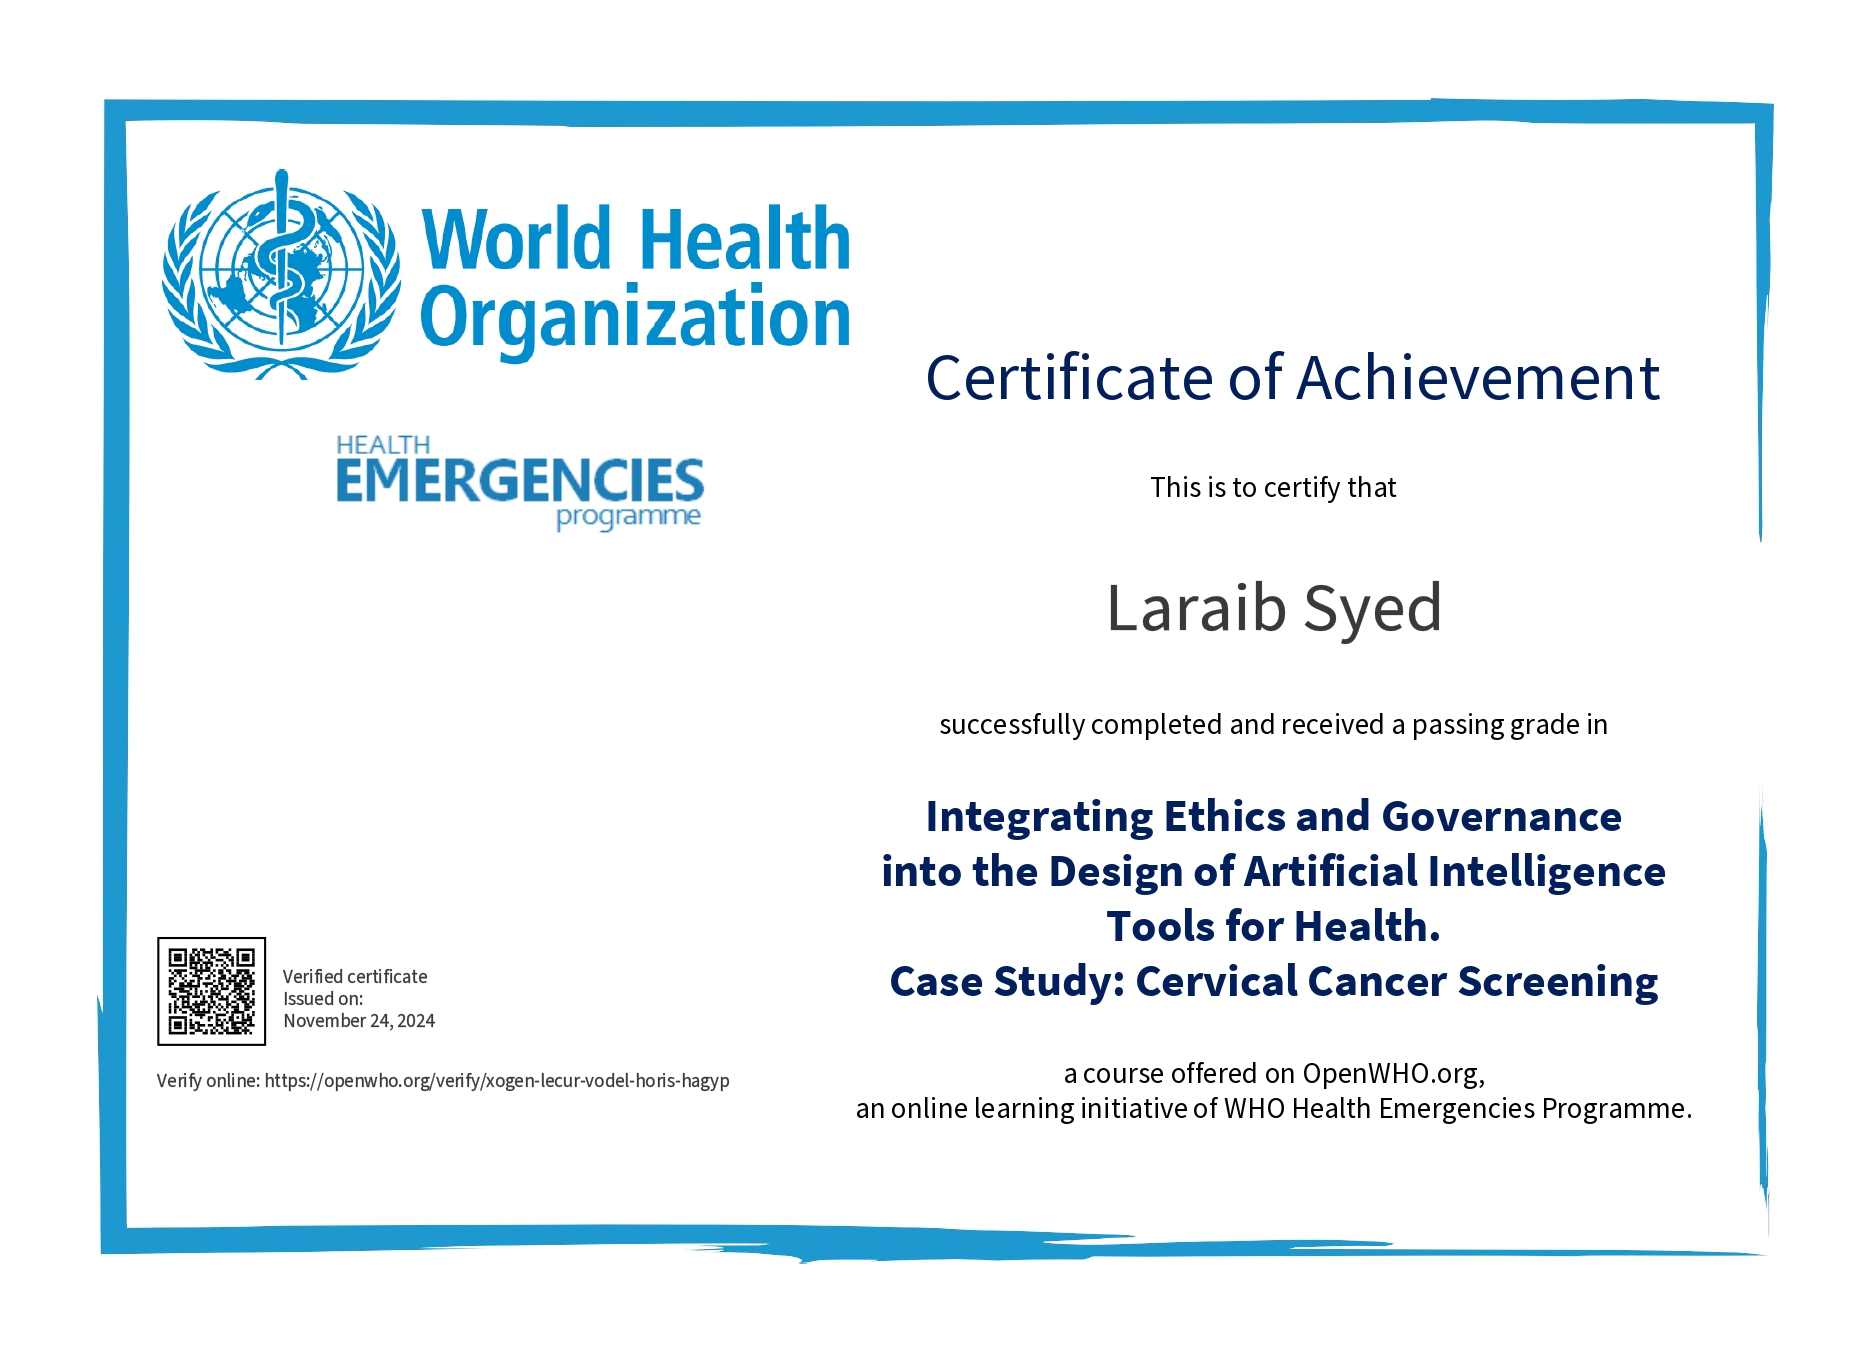 World Health
Organization
HEALTH
EMERGENCIES
programme
Certificate of Achievement
This is to certify that
Laraib Syed
successfully completed and received a passing grade in
Integrating Ethics and Governance
into the Design of Artificial Intelligence
Tools for Health.
Case Study: Cervical Cancer Screening
a course offered on OpenWHO.org,
an online learning initiative of WHO Health Emergencies Programme.
Verified certificate
Issued on:
November 24, 2024
Verify online: https://openwho.org/verify/xogen-lecur-vodel-horis-hagyp